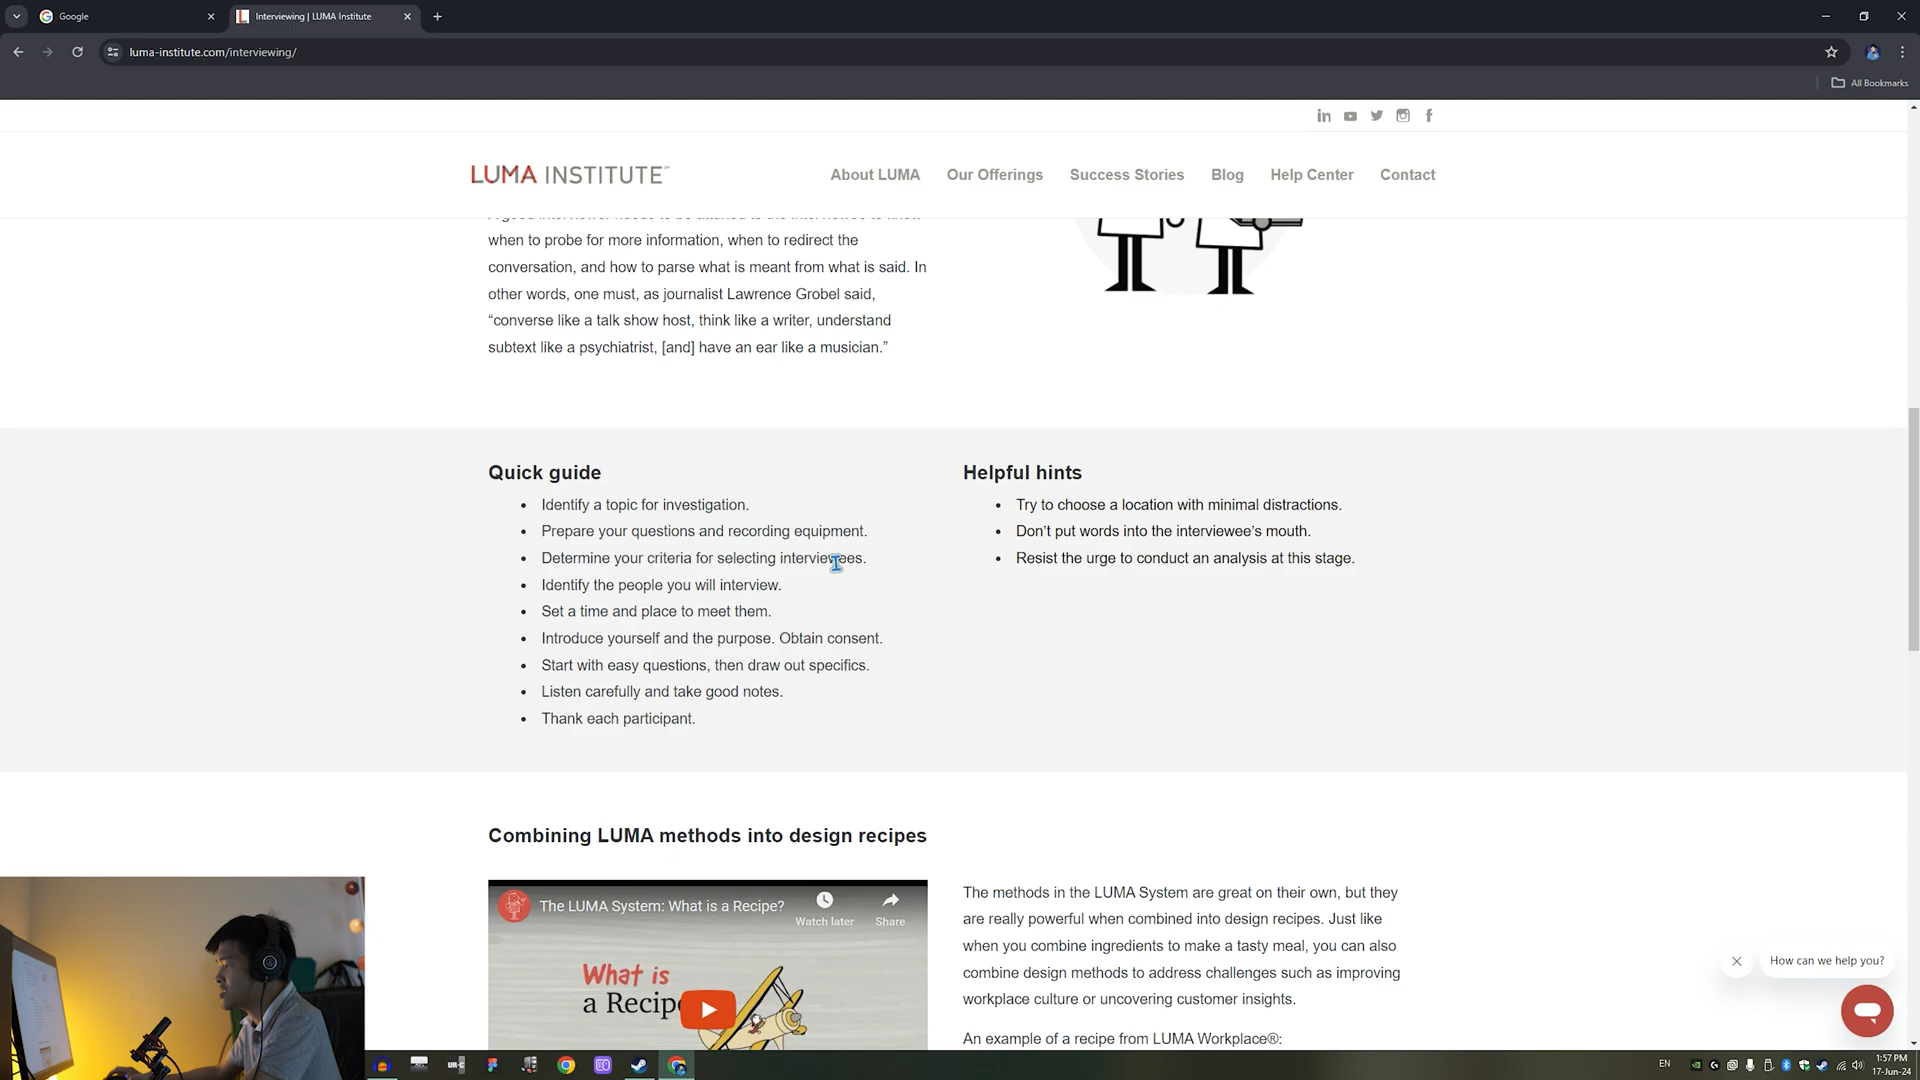 Google
Interviewing | LUMA Institute
luma-institute.com/interviewing/
All Bookmarks
LUMA INSTITUTE
About LUMA
Our Offerings
Success Stories
Blog
Help Center
Contact
when to probe for more information, when to redirect the
conversation, and how to parse what is meant from what is said. In
other words, one must, as journalist Lawrence Grobel said,
“converse like a talk show host, think like a writer, understand
subtext like a psychiatrist, [and] have an ear like a musician.”
Quick guide
• Identify a topic for investigation.
• Prepare your questions and recording equipment.
• Determine your criteria for selecting interviewees.
• Identify the people you will interview.
• Set a time and place to meet them.
• Introduce yourself and the purpose. Obtain consent.
• Start with easy questions, then draw out specifics.
• Listen carefully and take good notes.
• Thank each participant.
Helpful hints
• Try to choose a location with minimal distractions.
• Don’t put words into the interviewee’s mouth.
• Resist the urge to conduct an analysis at this stage.
Combining LUMA methods into design recipes
The LUMA System: What is a Recipe?
Watch later
Share
What is
a Recip
The methods in the LUMA System are great on their own, but they
are really powerful when combined into design recipes. Just like
when you combine ingredients to make a tasty meal, you can also
combine design methods to address challenges such as improving
workplace culture or uncovering customer insights.
An example of a recipe from LUMA Workplace®:
How can we help you?
EN
1:57 PM
17-Jun-24